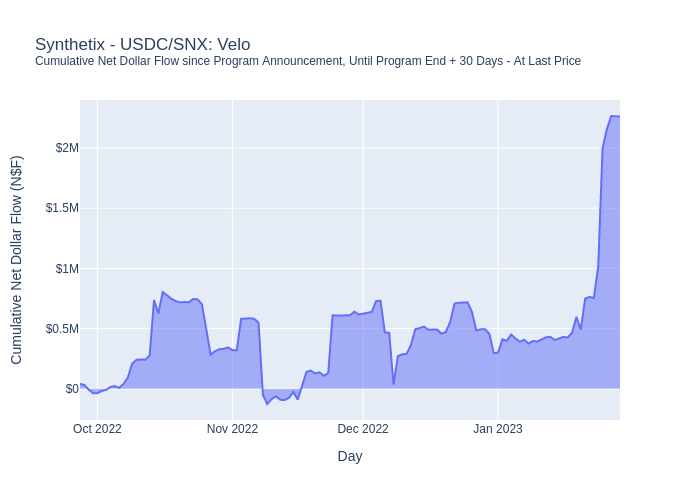 Synthetix - USDC/SNX: Velo
Cumulative Net Dollar Flow since Program Announcement, Until Program End + 30 Days - At Last Price
Cumulative Net Dollar Flow (N$F)
$2M
$1.5M
$1M
$0.5M
$0
Oct 2022
Nov 2022
Dec 2022
Jan 2023
Day